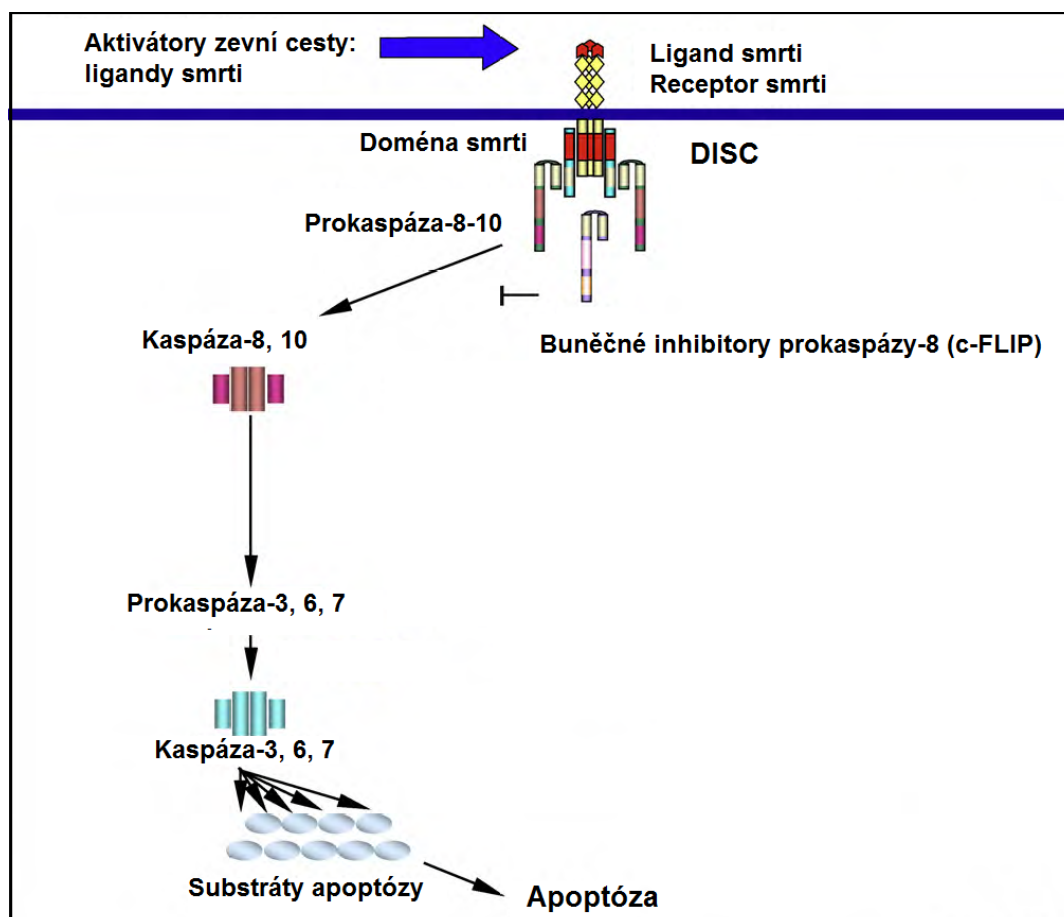 Aktivátory zevní cesty:
ligandy smrti
Ligand smrti
Receptor smrti
Doména smrti
DISC
Prokaspáza-8-10
Kaspáza-8, 10
Buněčné inhibitory prokaspázy-8 (c-FLIP)
Prokaspáza-3, 6, 7
Kaspáza-3, 6, 7
Substráty apoptózy
Apoptóza